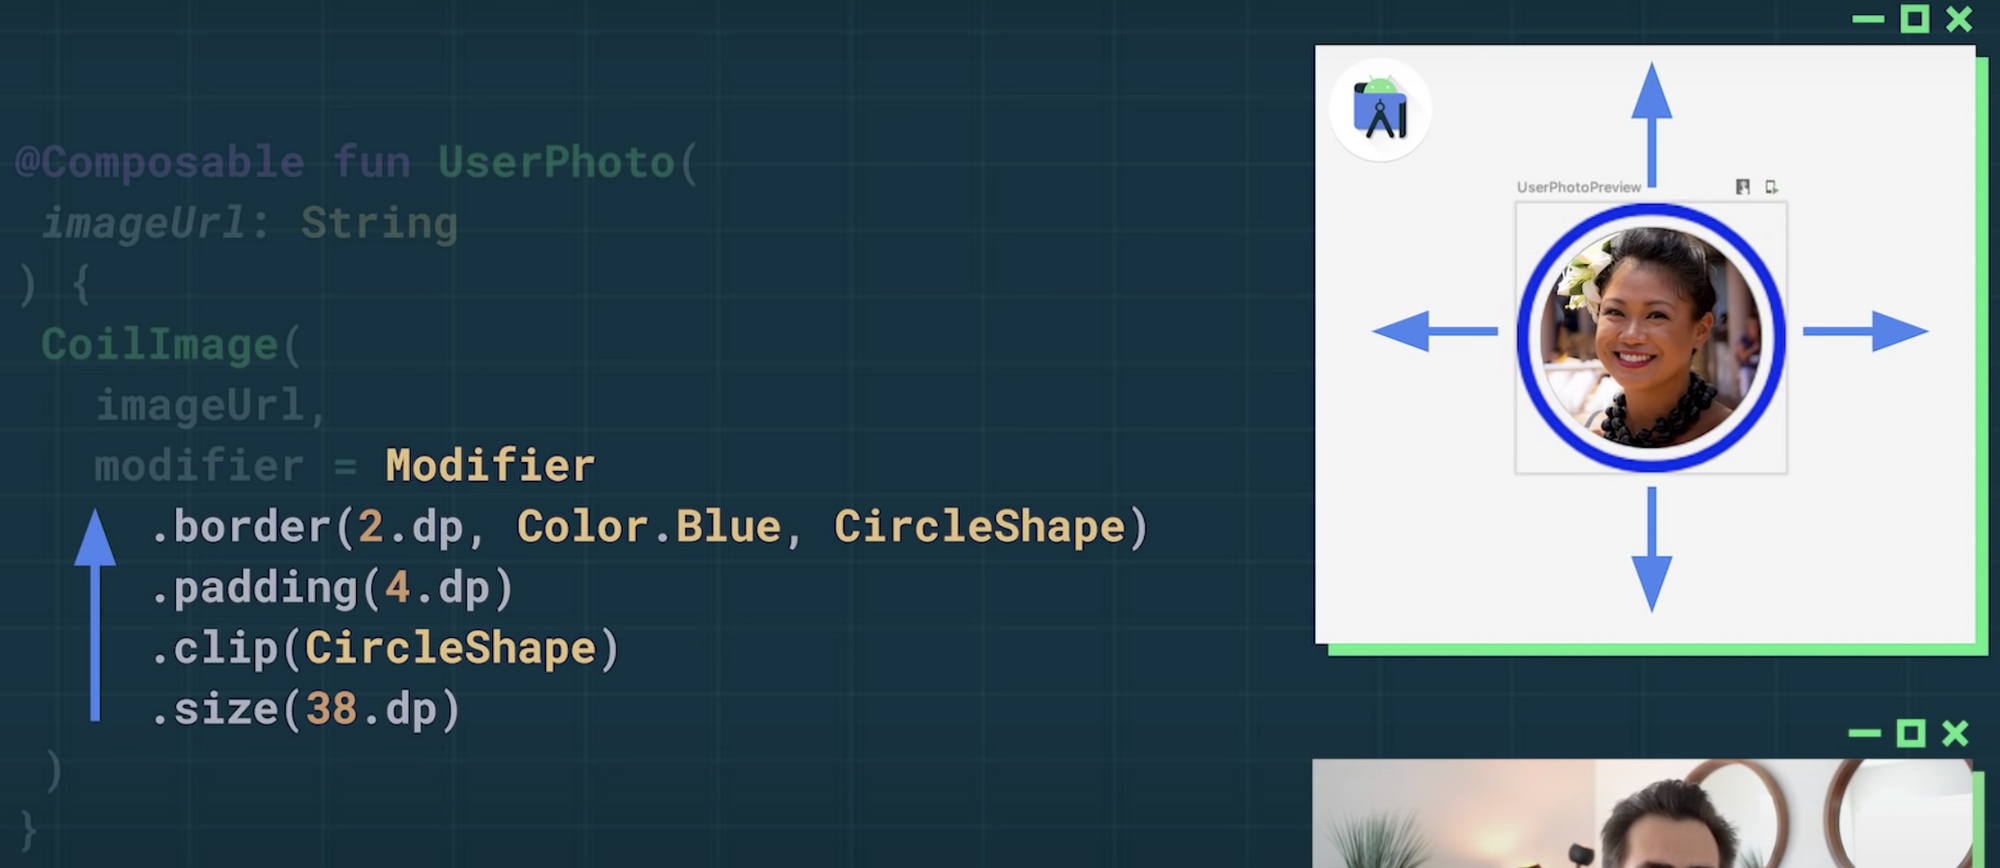 @Composable fun UserPhoto(
imageUrl: String
) {
CoilImage(
imageUrl,
modifier = Modifier
.border(2.dp, Color.Blue, CircleShape)
.padding(4.dp)
.clip(CircleShape)
.size(38.dp)
)
}
UserPhotoPreview